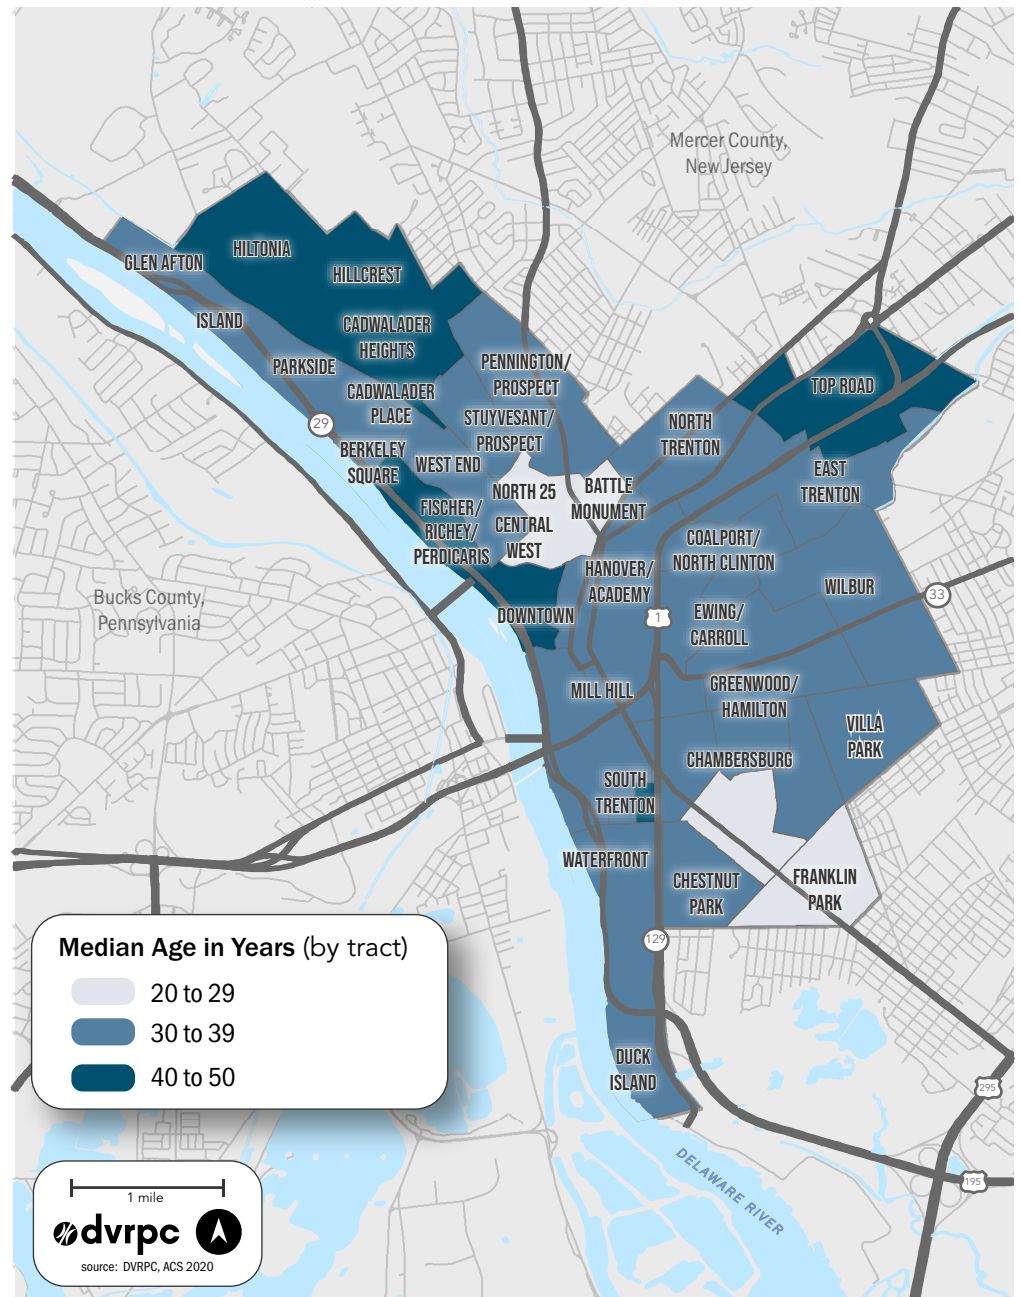 Mercer County,
New Jersey
HILTONIA
GLEN AFTON
HILLCREST
ISLAND
CADWALADER
HEIGHTS
PARKSIDE
PENNINGTON/
PROSPECT
TOP ROAD
CADWALADER
PLACE
STUYVESANT/
PROSPECT
NORTH
TRENTON
29
BERKELEY
SQUARE
WEST END
EAST
TRENTON
NORTH 25
BATTLE
MONUMENT
FISCHER/
RICHEY/
PERDICARIS
CENTRAL
WEST
COALPORT/
NORTH CLINTON
HANOVER/
ACADEMY
WILBUR
33
Bucks County,
Pennsylvania
DOWNTOWN
1
EWING/
CARROLL
MILL HILL
GREENWOOD/
HAMILTON
VILLA
PARK
CHAMBERSBURG
SOUTH
TRENTON
WATERFRONT
CHESTNUT
PARK
FRANKLIN
PARK
129
Median Age in Years (by tract)
20 to 29
30 to 39
40 to 50
DUCK
ISLAND
295
DELAWARE RIVER
195
1 mile
dvrpc
source: DVRPC, ACS 2020